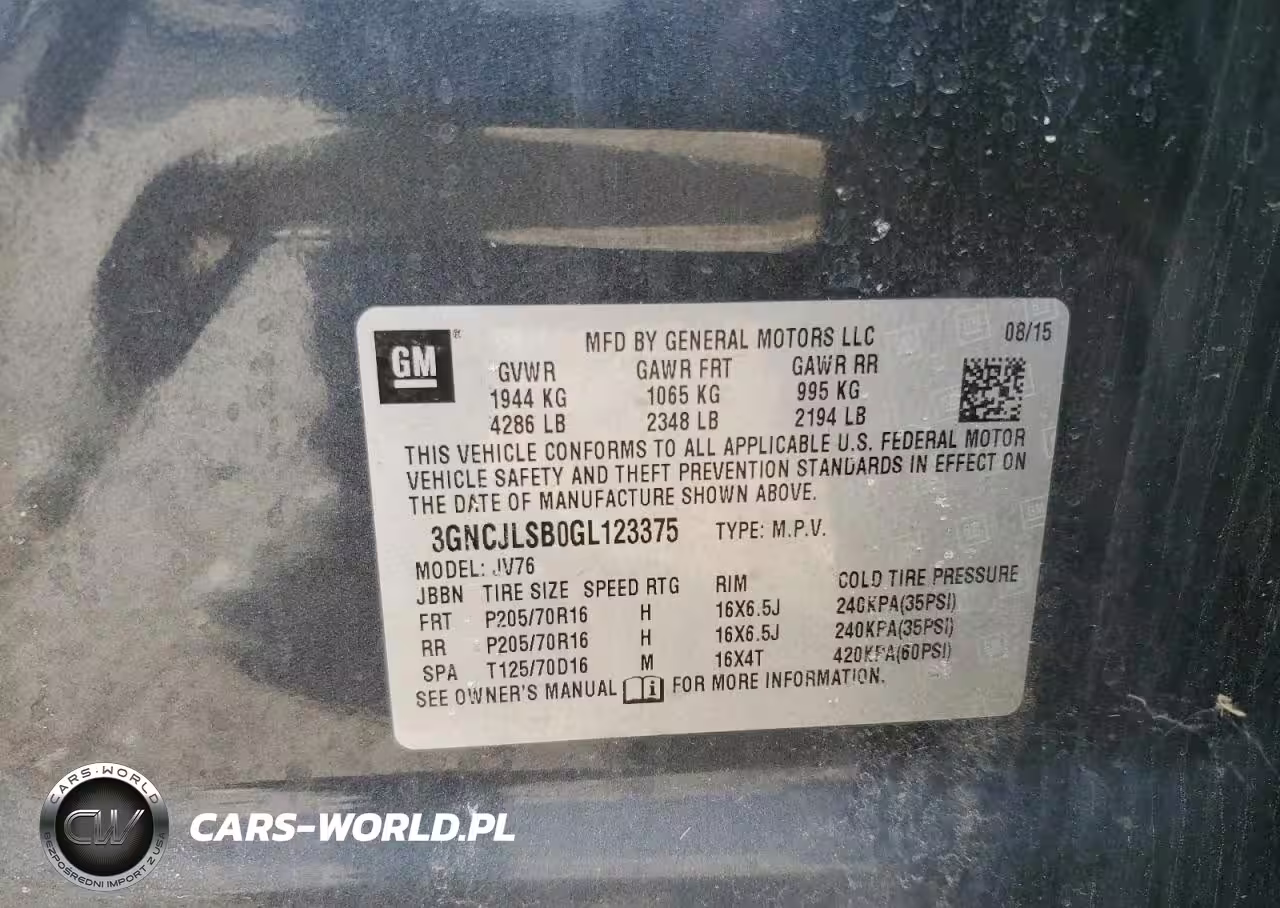 GM ®
MFD BY GENERAL MOTORS LLC 08/15
GVWR GAWR FRT GAWR RR
1944 KG 1065 KG 995 KG
4286 LB 2348 LB 2194 LB
THIS VEHICLE CONFORMS TO ALL APPLICABLE U.S. FEDERAL MOTOR
VEHICLE SAFETY AND THEFT PREVENTION STANDARDS IN EFFECT ON
THE DATE OF MANUFACTURE SHOWN ABOVE.
3GNCJLSB0GL123375 TYPE: M.P.V.
MODEL: JV76
JBBN TIRE SIZE SPEED RTG RIM COLD TIRE PRESSURE
FRT P205/70R16 H 16X6.5J 240KPA(35PSI)
RR P205/70R16 H 16X6.5J 240KPA(35PSI)
SPA T125/70D16 M 16X4T 420KPA(60PSI)
SEE OWNER'S MANUAL FOR MORE INFORMATION.
CARS-WORLD
CW
BEZPOŚREDNI IMPORT Z USA
CARS-WORLD.PL